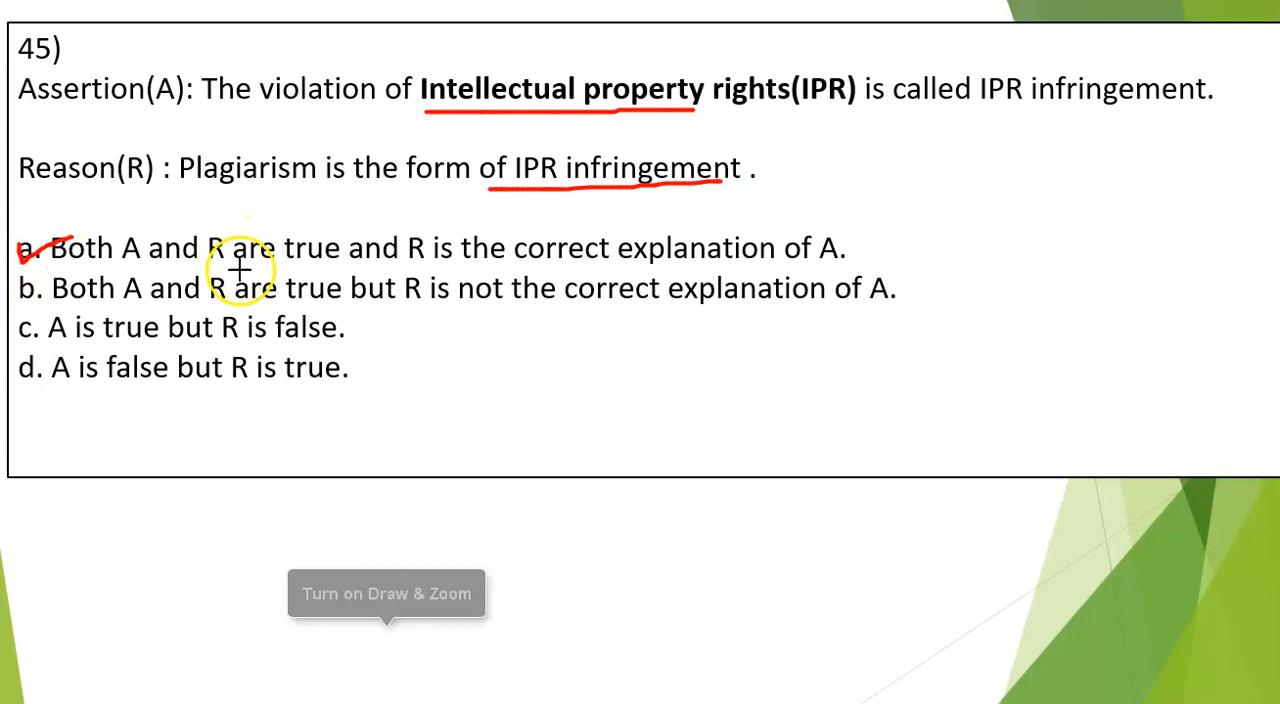 45)
Assertion(A): The violation of Intellectual property rights(IPR) is called IPR infringement.
Reason(R) : Plagiarism is the form of IPR infringement .
a. Both A and R are true and R is the correct explanation of A.
b. Both A and R are true but R is not the correct explanation of A.
c. A is true but R is false.
d. A is false but R is true.
Turn on Draw & Zoom